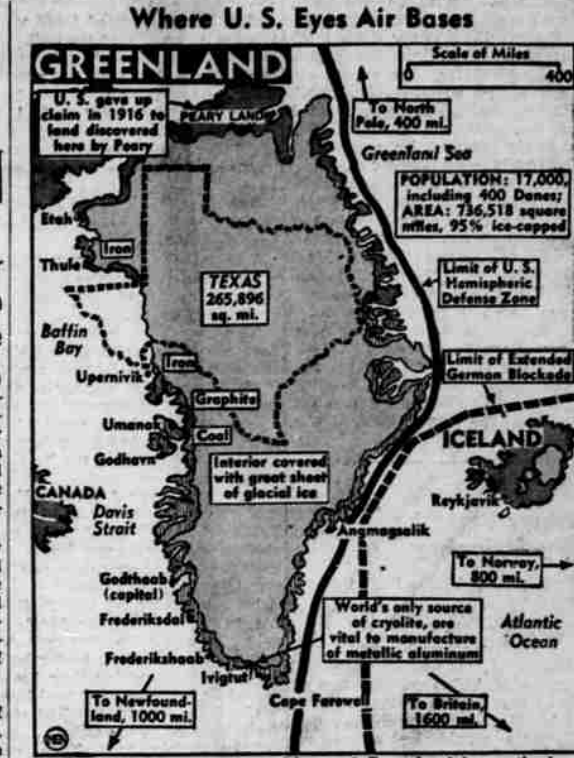 Where U. S. Eyes Air Bases
GREENLAND
Scale of Miles
0 400
U. S. gave up
claim in 1916 to
land discovered
here by Peary
PEARY LAND
To North
Pole, 400 mi.
Greenland Sea
POPULATION: 17,000,
including 400 Danes;
AREA: 736,518 square
miles, 95% ice-capped
Etah
Iron
Thule
TEXAS
265,896
sq. mi.
Limit of U. S.
Hemispheric
Defense Zone
Baffin
Bay
Iron
Upernivik
Limit of Extended
German Blockade
Graphite
Umanak
Coal
Godhavn
ICELAND
Interior covered
with great sheet
of glacial ice
CANADA
Reykjavik
Davis
Strait
Angmagsalik
To Norway,
800 mi.
Godthaab
(capital)
World's only source
of cryolite, ore
vital to manufacture
of metallic aluminum
Frederiksdal
Atlantic
Ocean
Frederikshaab
Ivigtut
Cape Farewell
To Newfound-
land, 1000 mi.
To Britain,
1600 mi.
NEA